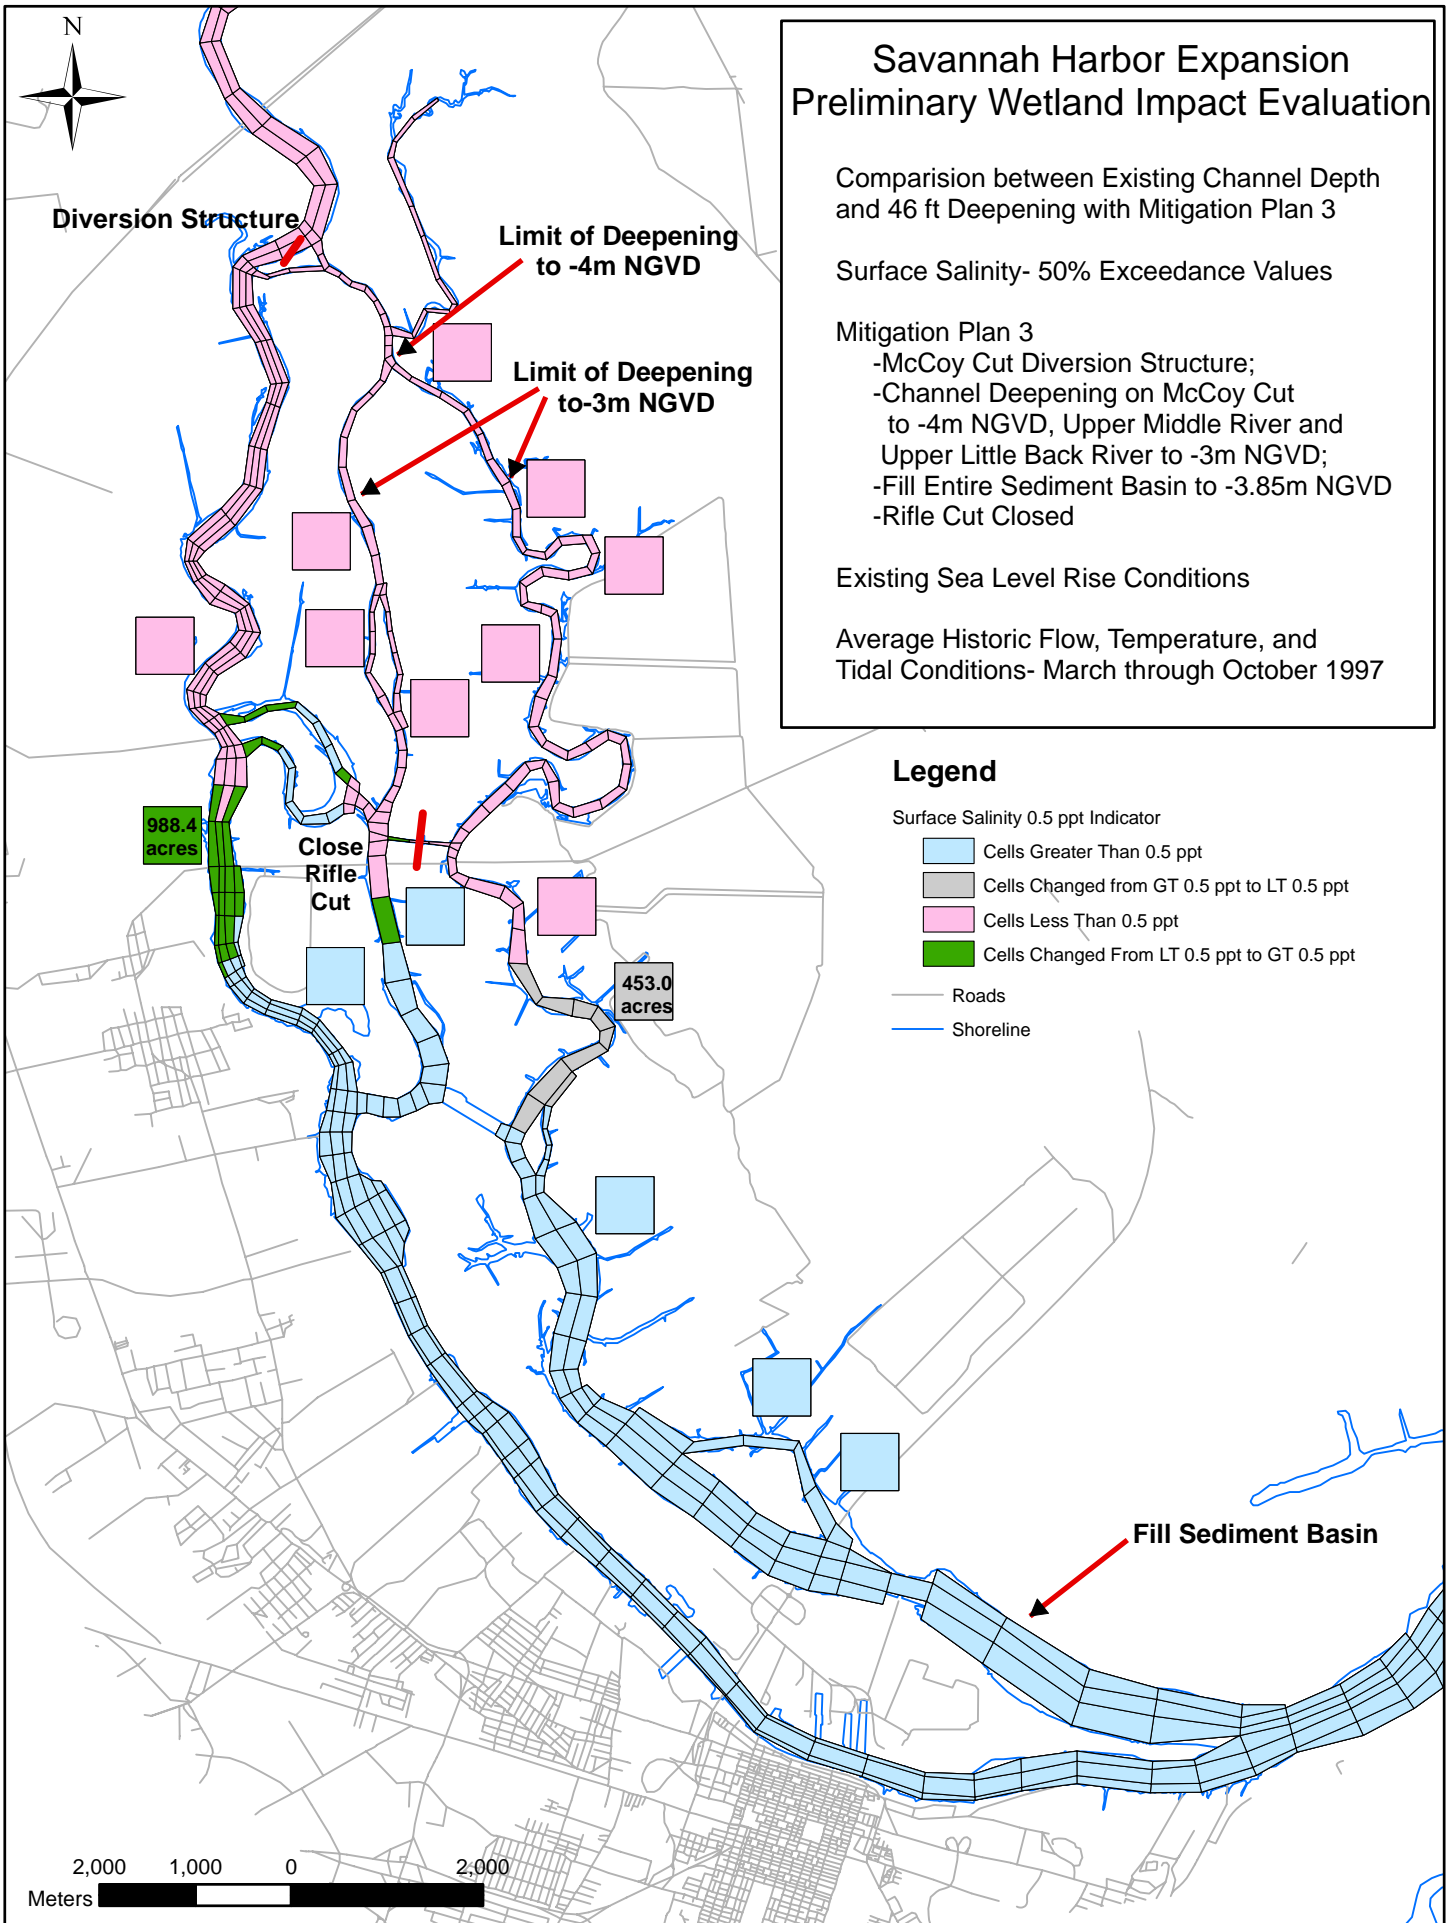 N
Savannah Harbor Expansion
Preliminary Wetland Impact Evaluation
Comparision between Existing Channel Depth
and 46 ft Deepening with Mitigation Plan 3
Surface Salinity- 50% Exceedance Values
Mitigation Plan 3
-McCoy Cut Diversion Structure;
-Channel Deepening on McCoy Cut
to -4m NGVD, Upper Middle River and
Upper Little Back River to -3m NGVD;
-Fill Entire Sediment Basin to -3.85m NGVD
-Rifle Cut Closed
Existing Sea Level Rise Conditions
Average Historic Flow, Temperature, and
Tidal Conditions- March through October 1997
Diversion Structure
Limit of Deepening
to -4m NGVD
Limit of Deepening
to-3m NGVD
988.4
acres
Close
Rifle
Cut
453.0
acres
Legend
Surface Salinity 0.5 ppt Indicator
Cells Greater Than 0.5 ppt
Cells Changed from GT 0.5 ppt to LT 0.5 ppt
Cells Less Than 0.5 ppt
Cells Changed From LT 0.5 ppt to GT 0.5 ppt
Roads
Shoreline
Fill Sediment Basin
2,000 1,000 0 2,000
Meters